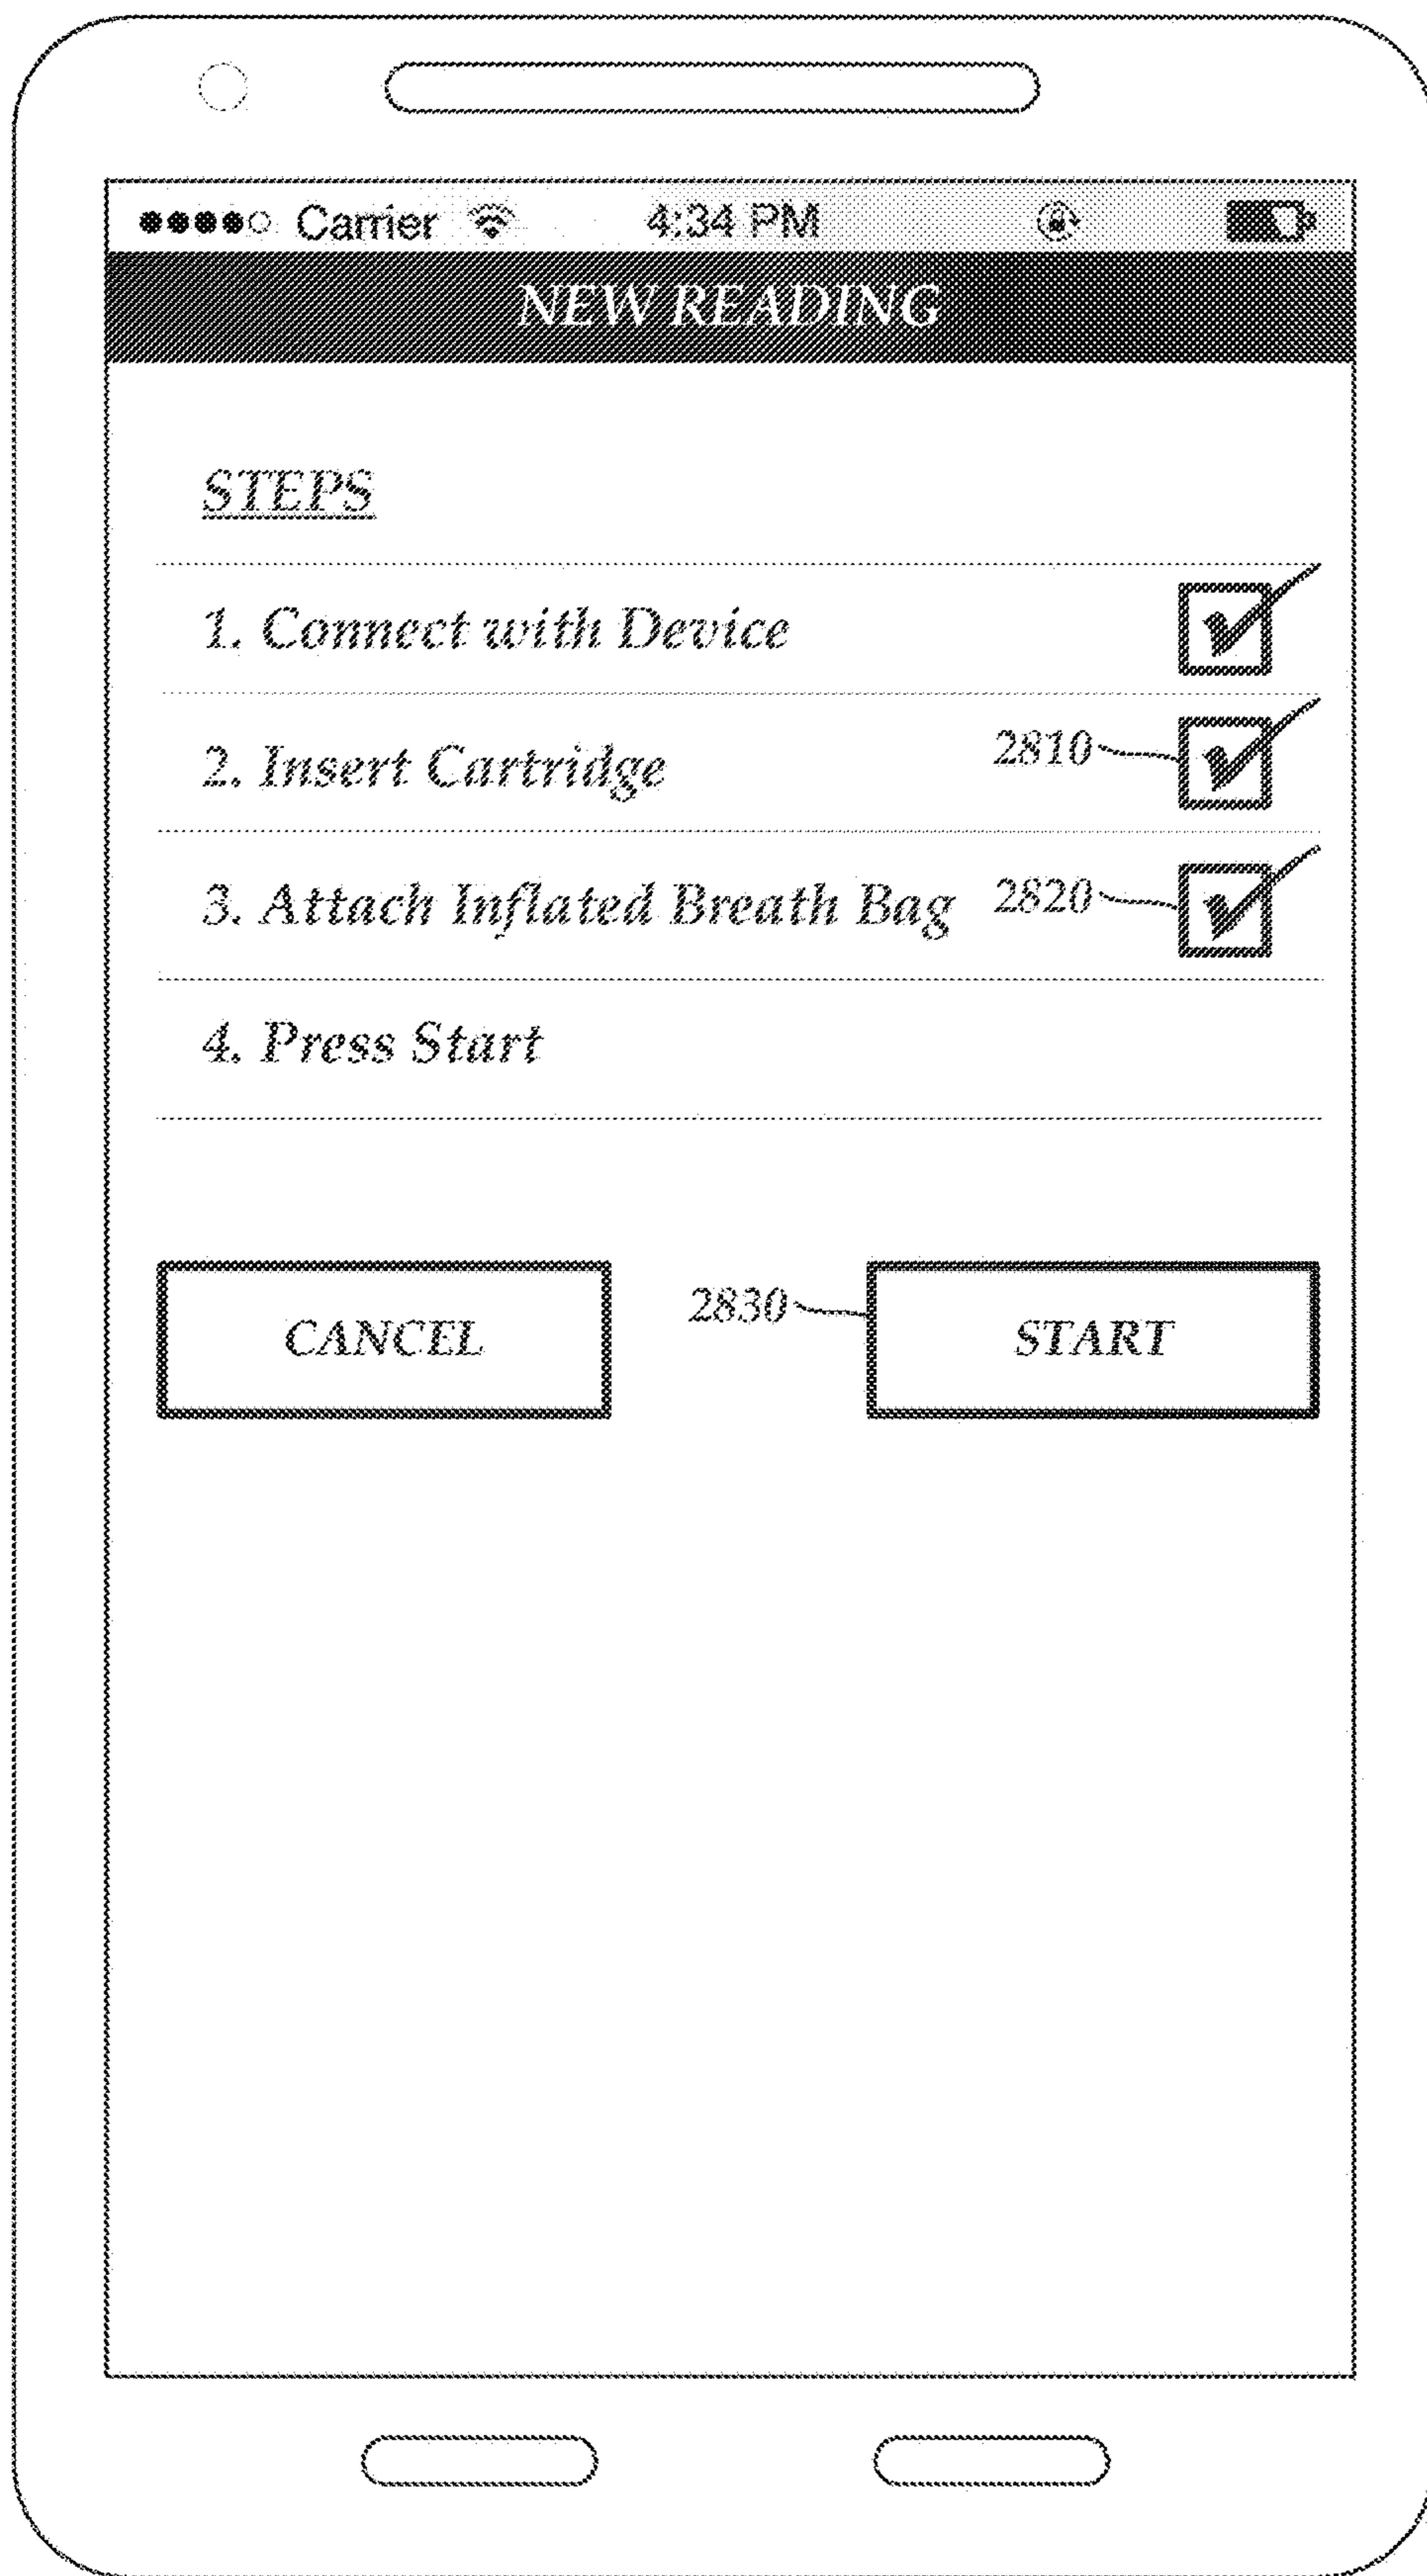 Carrier 4:34 PM
NEW READING
STEPS
1. Connect with Device
2. Insert Cartridge 2810
3. Attach Inflated Breath Bag 2820
4. Press Start
CANCEL 2830 START